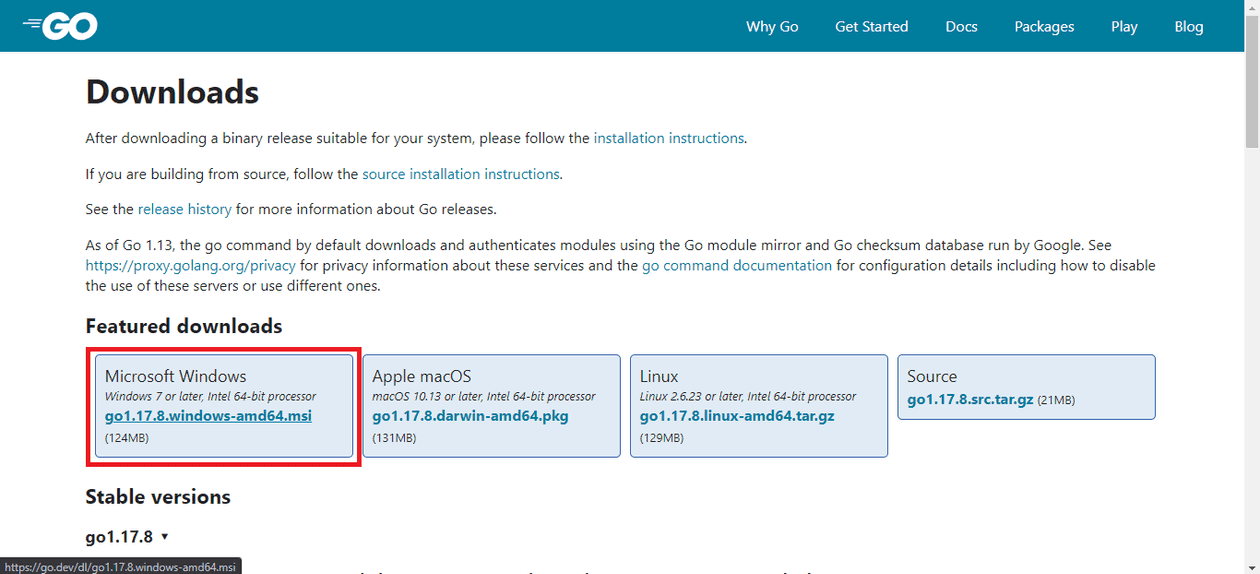 GO
Why Go Get Started Docs Packages Play Blog
Downloads
After downloading a binary release suitable for your system, please follow the installation instructions.
If you are building from source, follow the source installation instructions.
See the release history for more information about Go releases.
As of Go 1.13, the go command by default downloads and authenticates modules using the Go module mirror and Go checksum database run by Google. See
https://proxy.golang.org/privacy for privacy information about these services and the go command documentation for configuration details including how to disable
the use of these servers or use different ones.
Featured downloads
Microsoft Windows
Windows 7 or later, Intel 64-bit processor
go1.17.8.windows-amd64.msi
(124MB)
Apple macOS
macOS 10.13 or later, Intel 64-bit processor
go1.17.8.darwin-amd64.pkg
(131MB)
Linux
Linux 2.6.23 or later, Intel 64-bit processor
go1.17.8.linux-amd64.tar.gz
(129MB)
Source
go1.17.8.src.tar.gz (21MB)
Stable versions
go1.17.8 ▾
https://go.dev/dl/go1.17.8.windows-amd64.msi